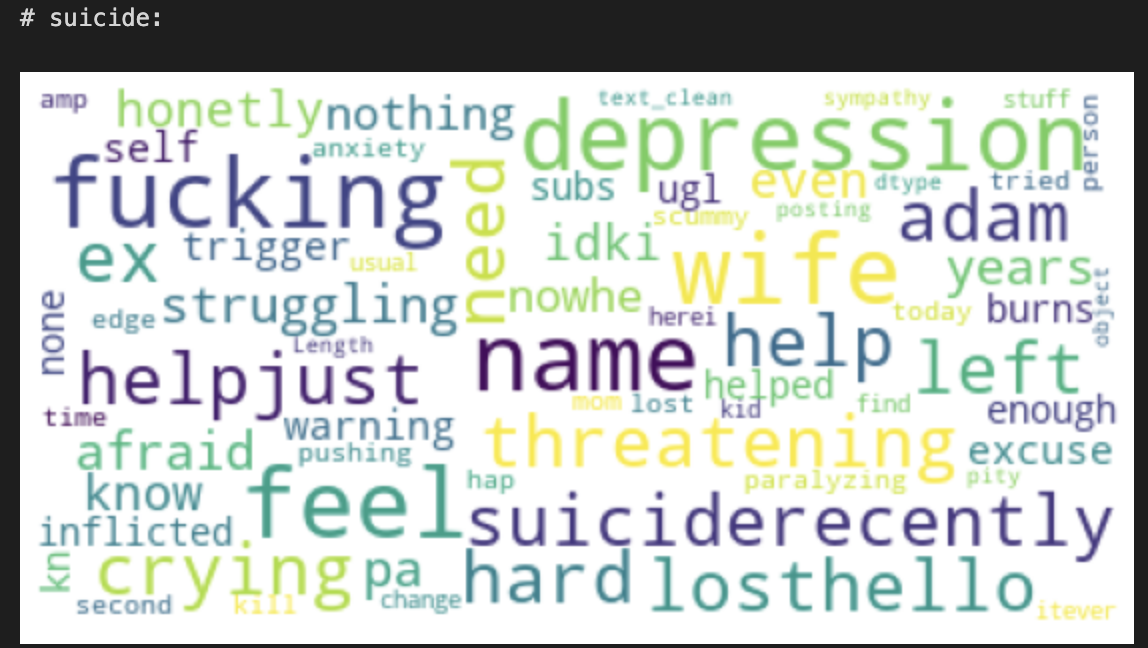 # suicide:
amp
honetly
nothing
text_clean
sympathy
stuff
person
self
anxiety
depression
fucking
need
subs
ugl
even
dtype
tried
scummy
posting
adam
ex
trigger
usual
idki
wife
years
none
edge
struggling
nowhe
herei
today
burns
object
Length
name
help
helpjust
helped
left
time
warning
mom
lost
kid
find
enough
afraid
pushing
threatening
excuse
know
feel
hap
paralyzing
pity
inflicted
suiciderecently
kn
crying
pa
hard
losthello
second
kill
change
itever